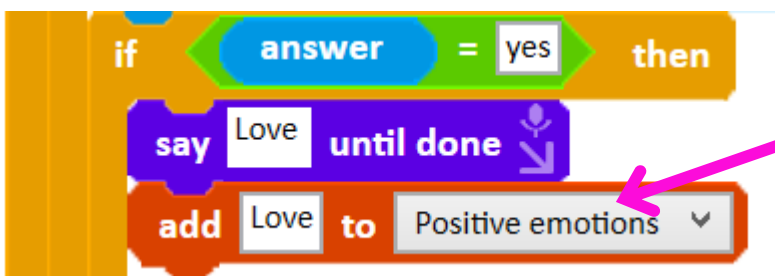 if answer = yes then
say Love until done
add Love to Positive emotions